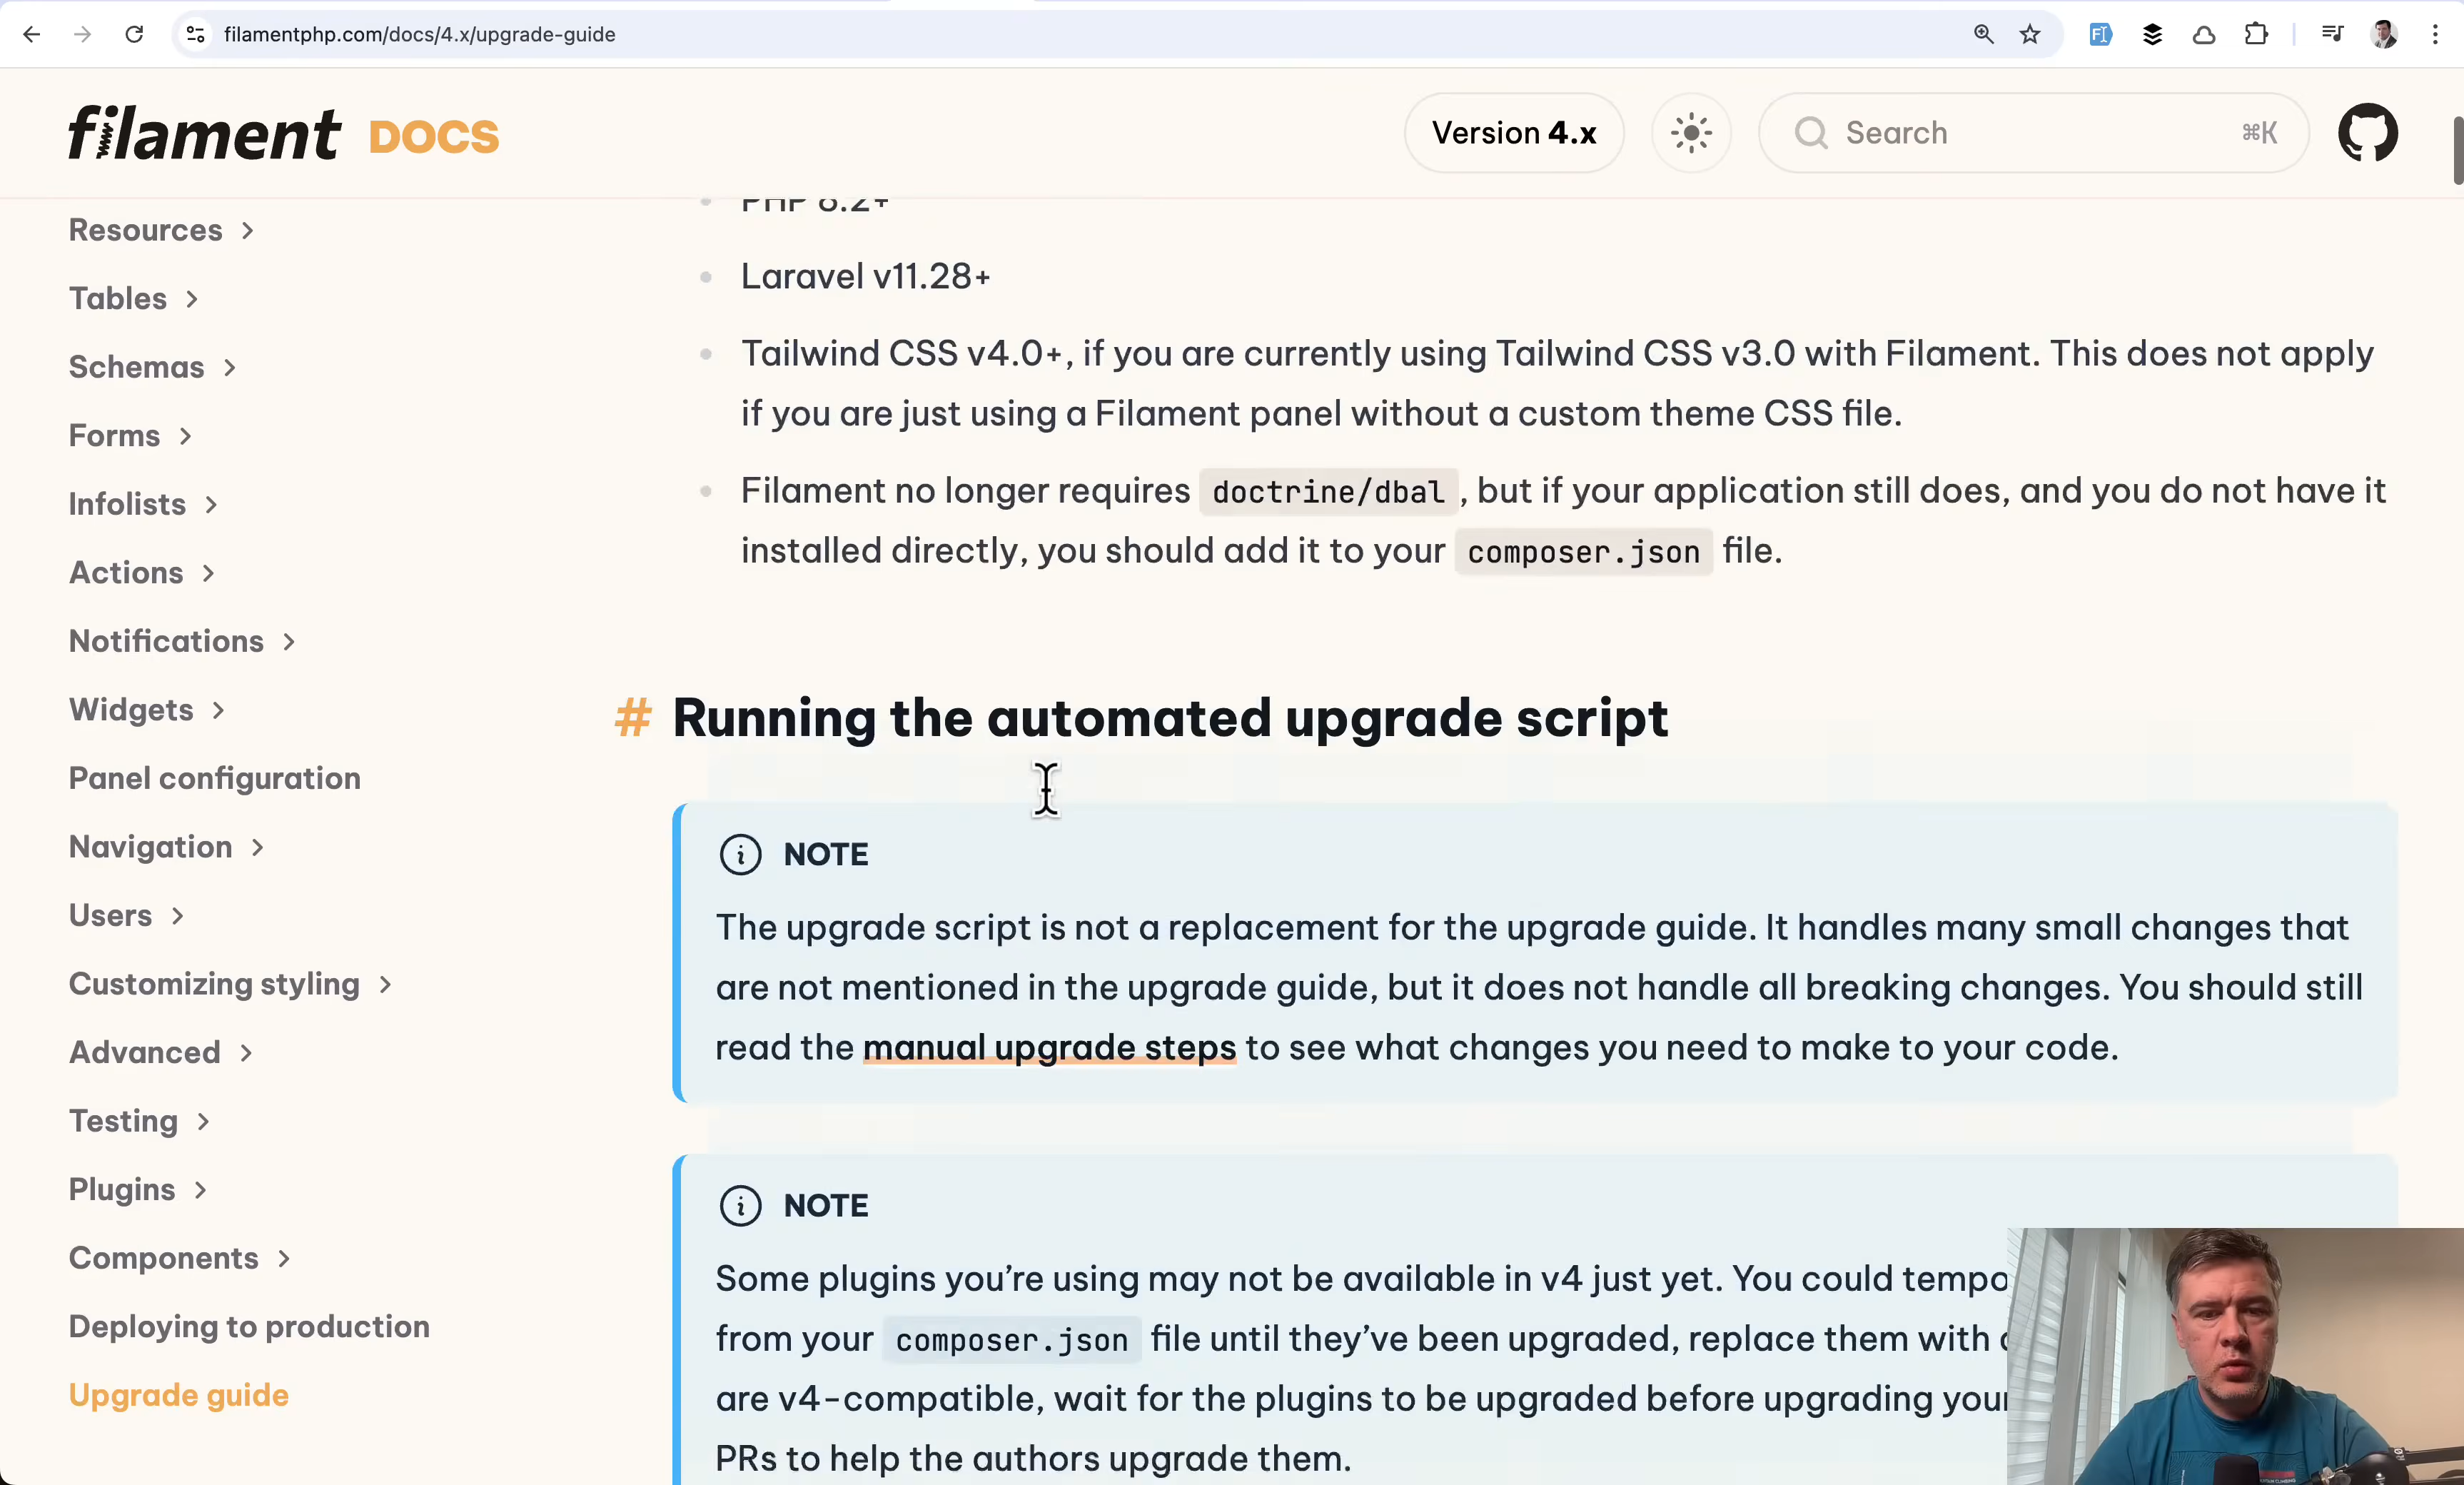 filamentphp.com/docs/4.x/upgrade-guide
filament DOCS
Version 4.x
Search
⌘K
Resources
Tables
Schemas
Forms
Infolists
Actions
Notifications
Widgets
Panel configuration
Navigation
Users
Customizing styling
Advanced
Testing
Plugins
Components
Deploying to production
Upgrade guide
PHP 8.2+
Laravel v11.28+
Tailwind CSS v4.0+, if you are currently using Tailwind CSS v3.0 with Filament. This does not apply
if you are just using a Filament panel without a custom theme CSS file.
Filament no longer requires doctrine/dbal, but if your application still does, and you do not have it
installed directly, you should add it to your composer.json file.
# Running the automated upgrade script
NOTE
The upgrade script is not a replacement for the upgrade guide. It handles many small changes that
are not mentioned in the upgrade guide, but it does not handle all breaking changes. You should still
read the manual upgrade steps to see what changes you need to make to your code.
NOTE
Some plugins you’re using may not be available in v4 just yet. You could
from your composer.json file until they’ve been upgraded, replace them with
are v4-compatible, wait for the plugins to be upgraded before upgrading
PRs to help the authors upgrade them.